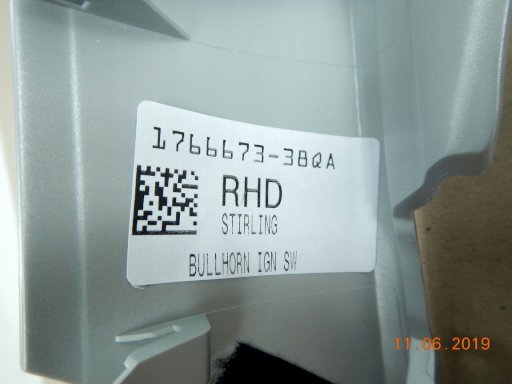 1766673-38QA
RHD
STIRLING
BULLHORN IGN SW
11.06.2019